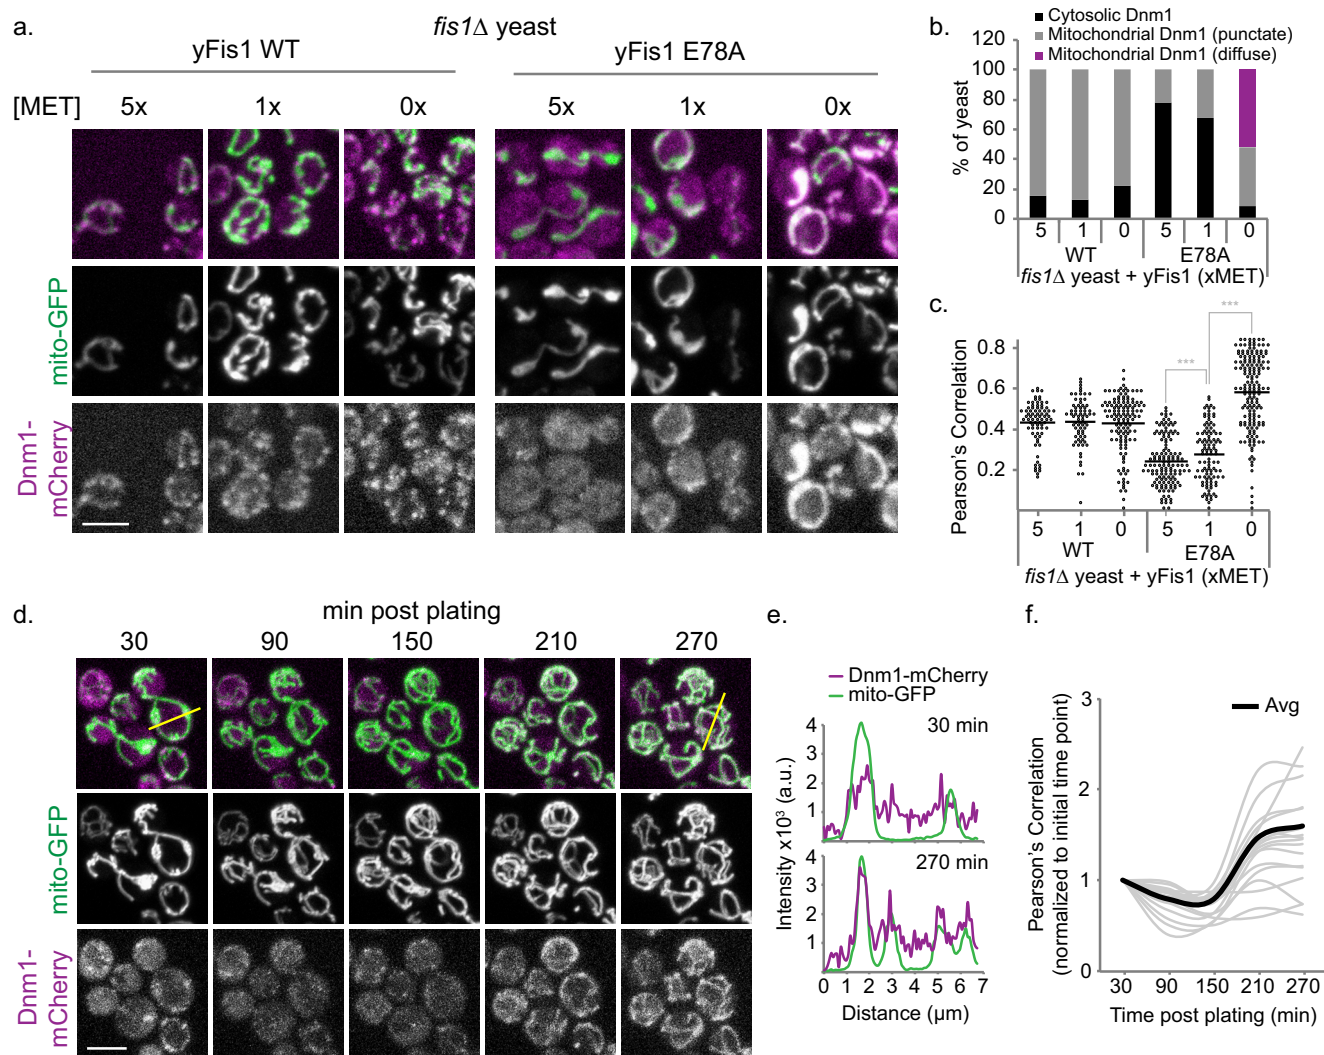 a.
fis1Δ yeast
yFis1 WT
yFis1 E78A
[MET]
5x
1x
0x
5x
1x
0x
mito-GFP
Dnm1-
mCherry
b.
Cytosolic Dnm1
Mitochondrial Dnm1 (punctate)
Mitochondrial Dnm1 (diffuse)
% of yeast
120
100
80
60
40
20
0
5
1
0
5
1
0
WT
E78A
fis1Δ yeast + yFis1 (xMET)
c.
Pearson's Correlation
0.8
0.6
0.4
0.2
***
***
5
1
0
5
1
0
WT
E78A
fis1Δ yeast + yFis1 (xMET)
d.
min post plating
30
90
150
210
270
mito-GFP
Dnm1-
mCherry
e.
Dnm1-mCherry
mito-GFP
Intensity x10³ (a.u.)
4
3
2
1
30 min
4
3
2
1
270 min
0
1
2
3
4
5
6
7
Distance (µm)
f.
Avg
Pearson's Correlation
(normalized to initial time point)
3
2
1
0
30
90
150
210
270
Time post plating (min)